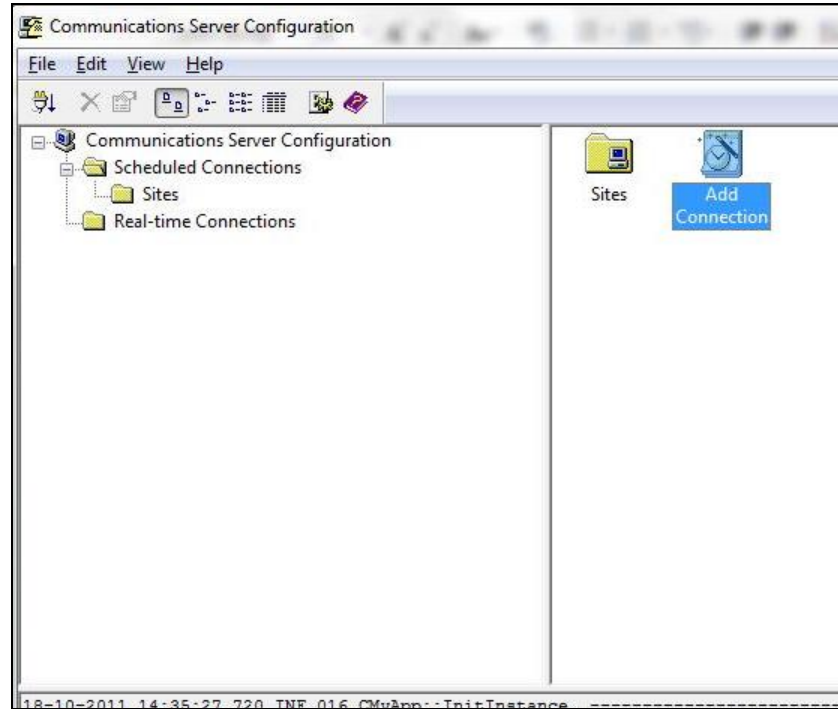 Communications Server Configuration
File Edit View Help
Communications Server Configuration
Scheduled Connections
Sites
Real-time Connections
Sites
Add
Connection
18-10-2011 14:35:27.720 INF 016 CMyApp::InitInstance ------------------------